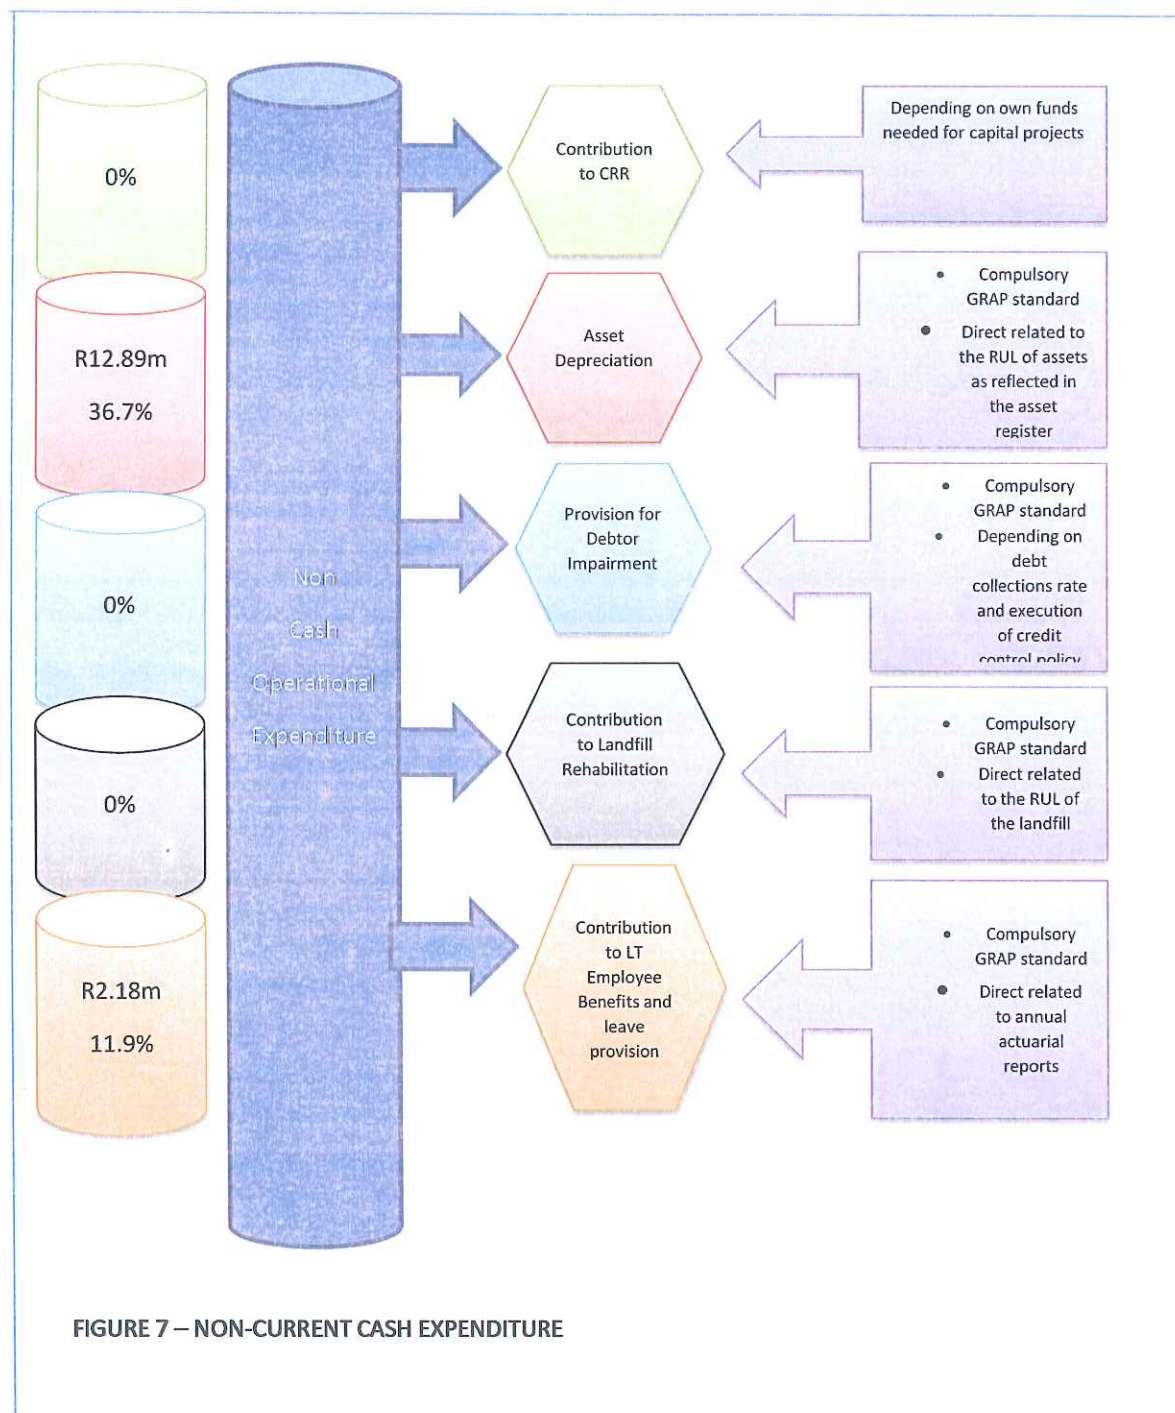 0%
R12.89m
36.7%
0%
0%
R2.18m
11.9%
Non
Cash
Operational
Expenditure
Contribution
to CRR
Asset
Depreciation
Provision for
Debtor
Impairment
Contribution
to Landfill
Rehabilitation
Contribution
to LT
Employee
Benefits and
leave
provision
Depending on own funds
needed for capital projects
• Compulsory
GRAP standard
• Direct related to
the RUL of assets
as reflected in
the asset
register
• Compulsory
GRAP standard
• Depending on
debt
collections rate
and execution
of credit
control policy
• Compulsory
GRAP standard
• Direct related
to the RUL of
the landfill
• Compulsory
GRAP standard
• Direct related
to annual
actuarial
reports
FIGURE 7 – NON-CURRENT CASH EXPENDITURE